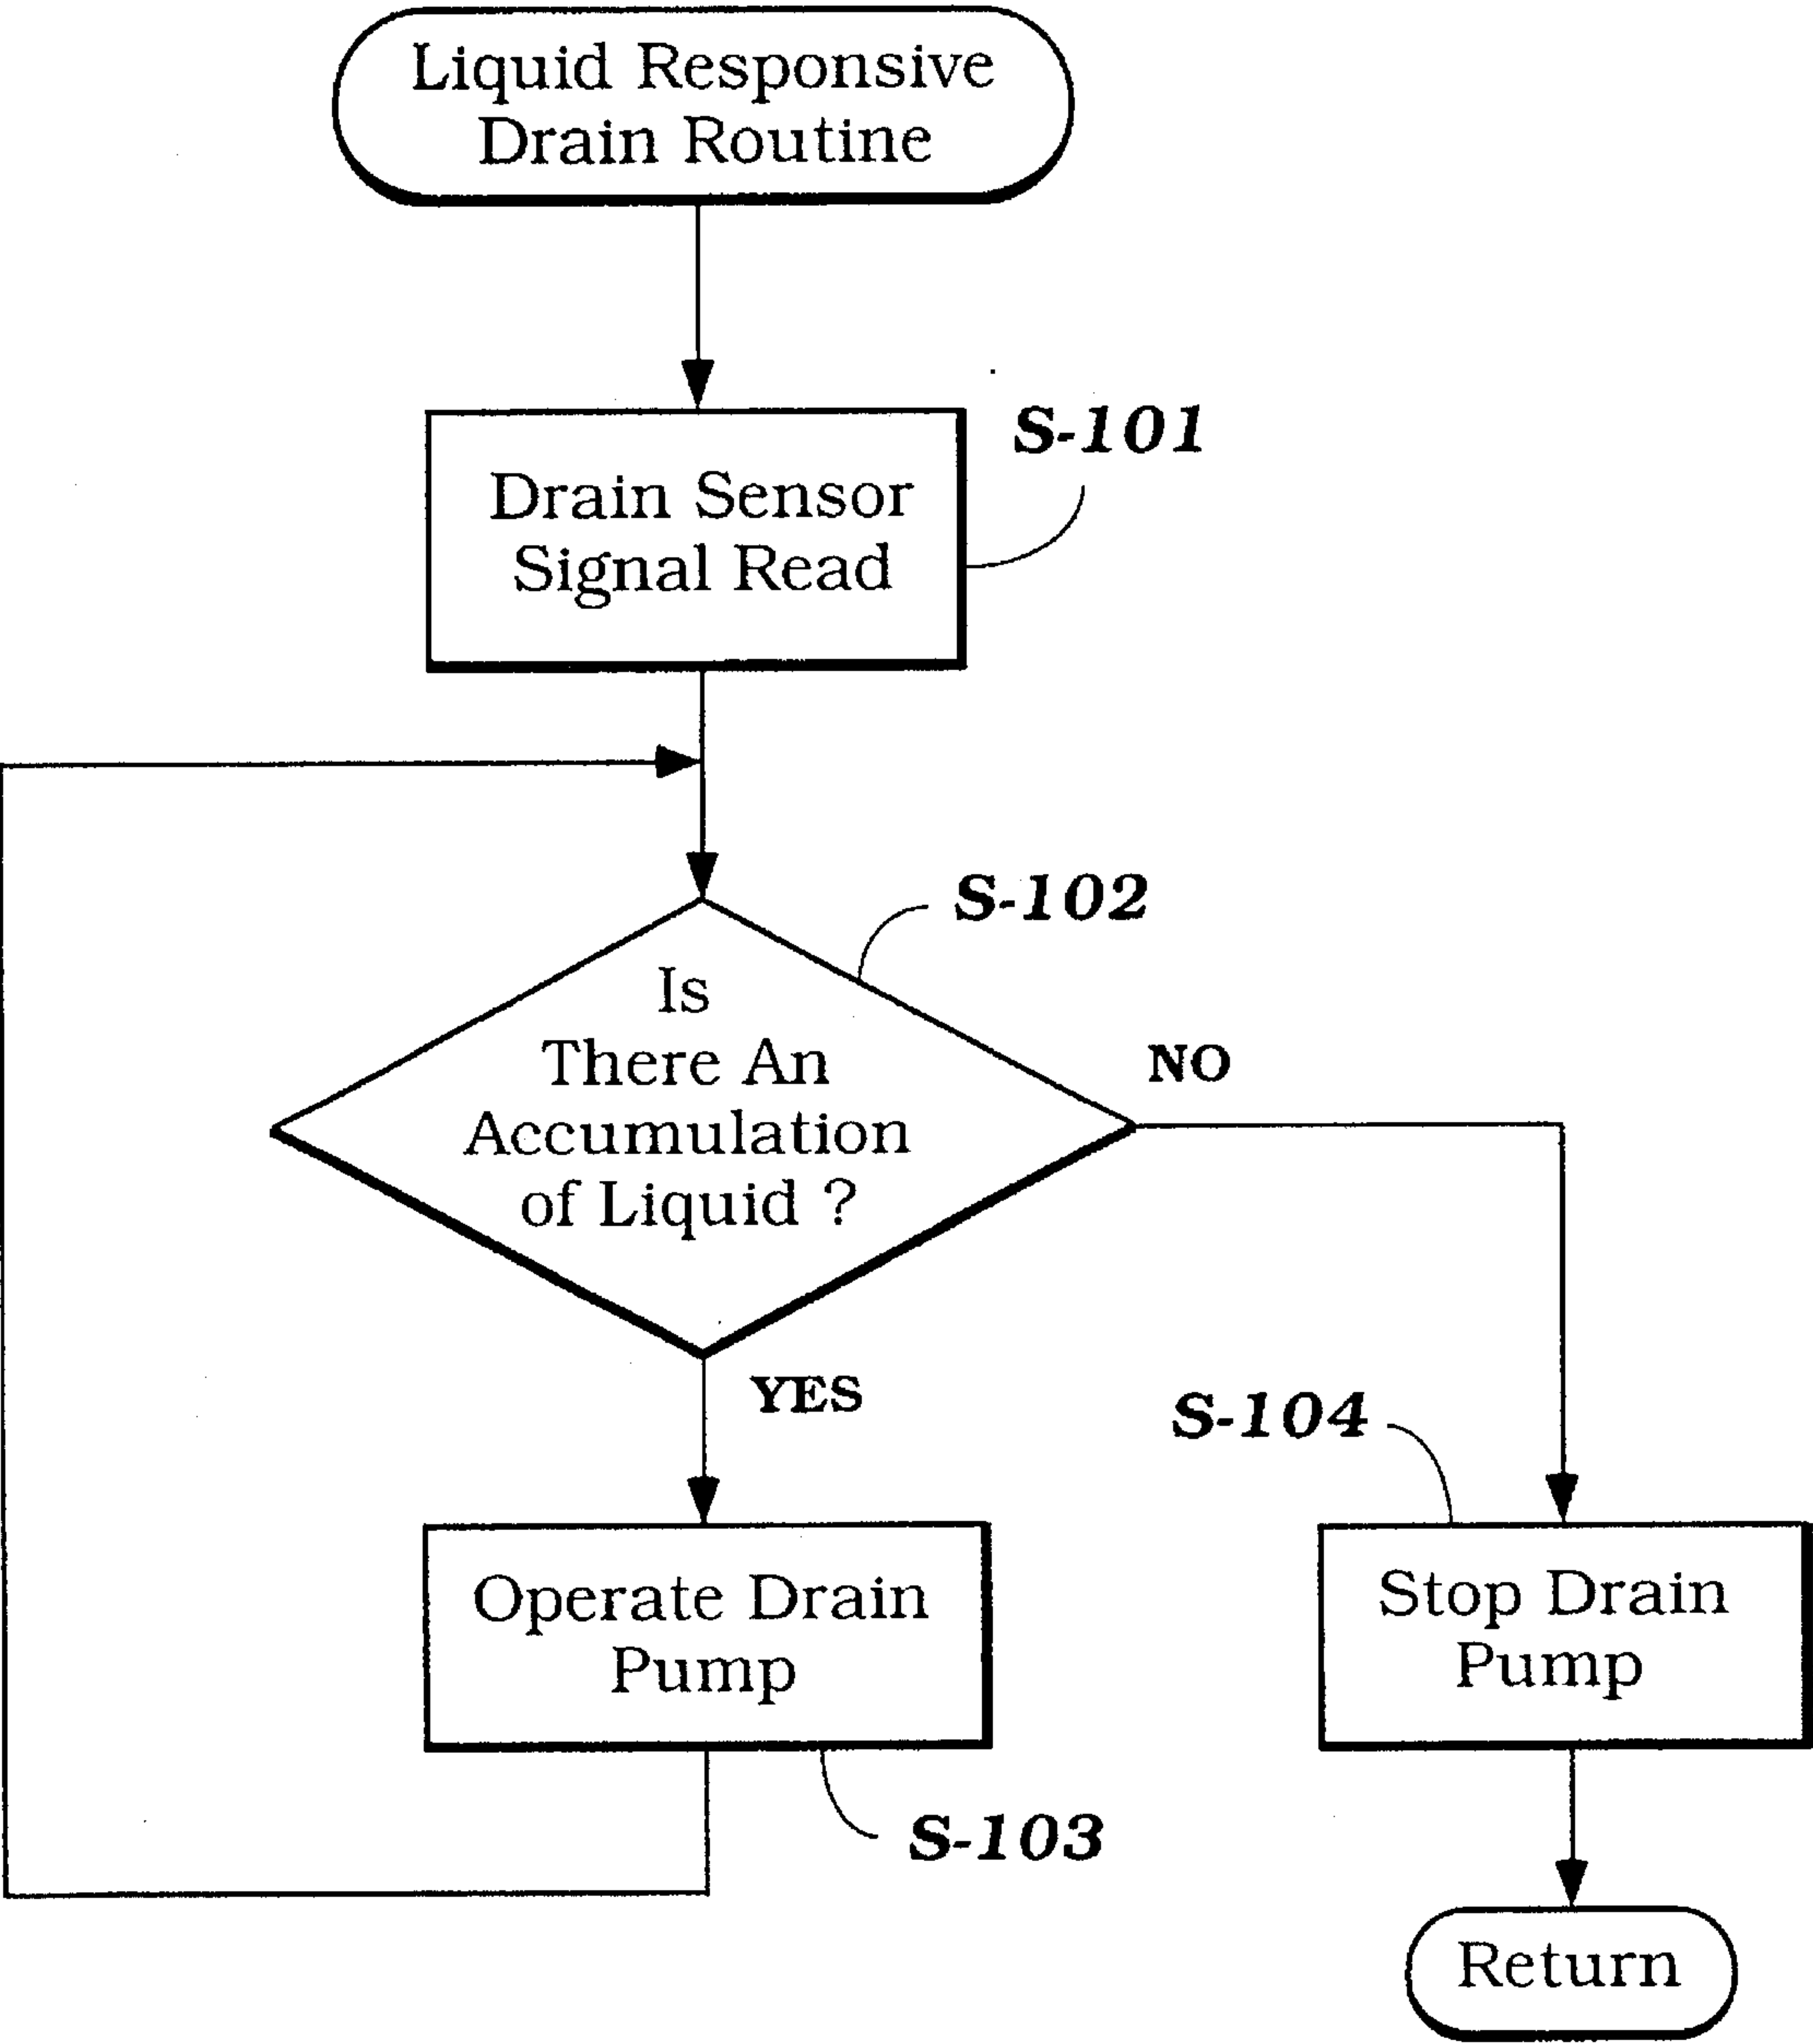 Liquid Responsive
Drain Routine
S-101
Drain Sensor
Signal Read
S-102
Is
There An
Accumulation
of Liquid ?
NO
YES
S-104
Operate Drain
Pump
Stop Drain
Pump
S-103
Return